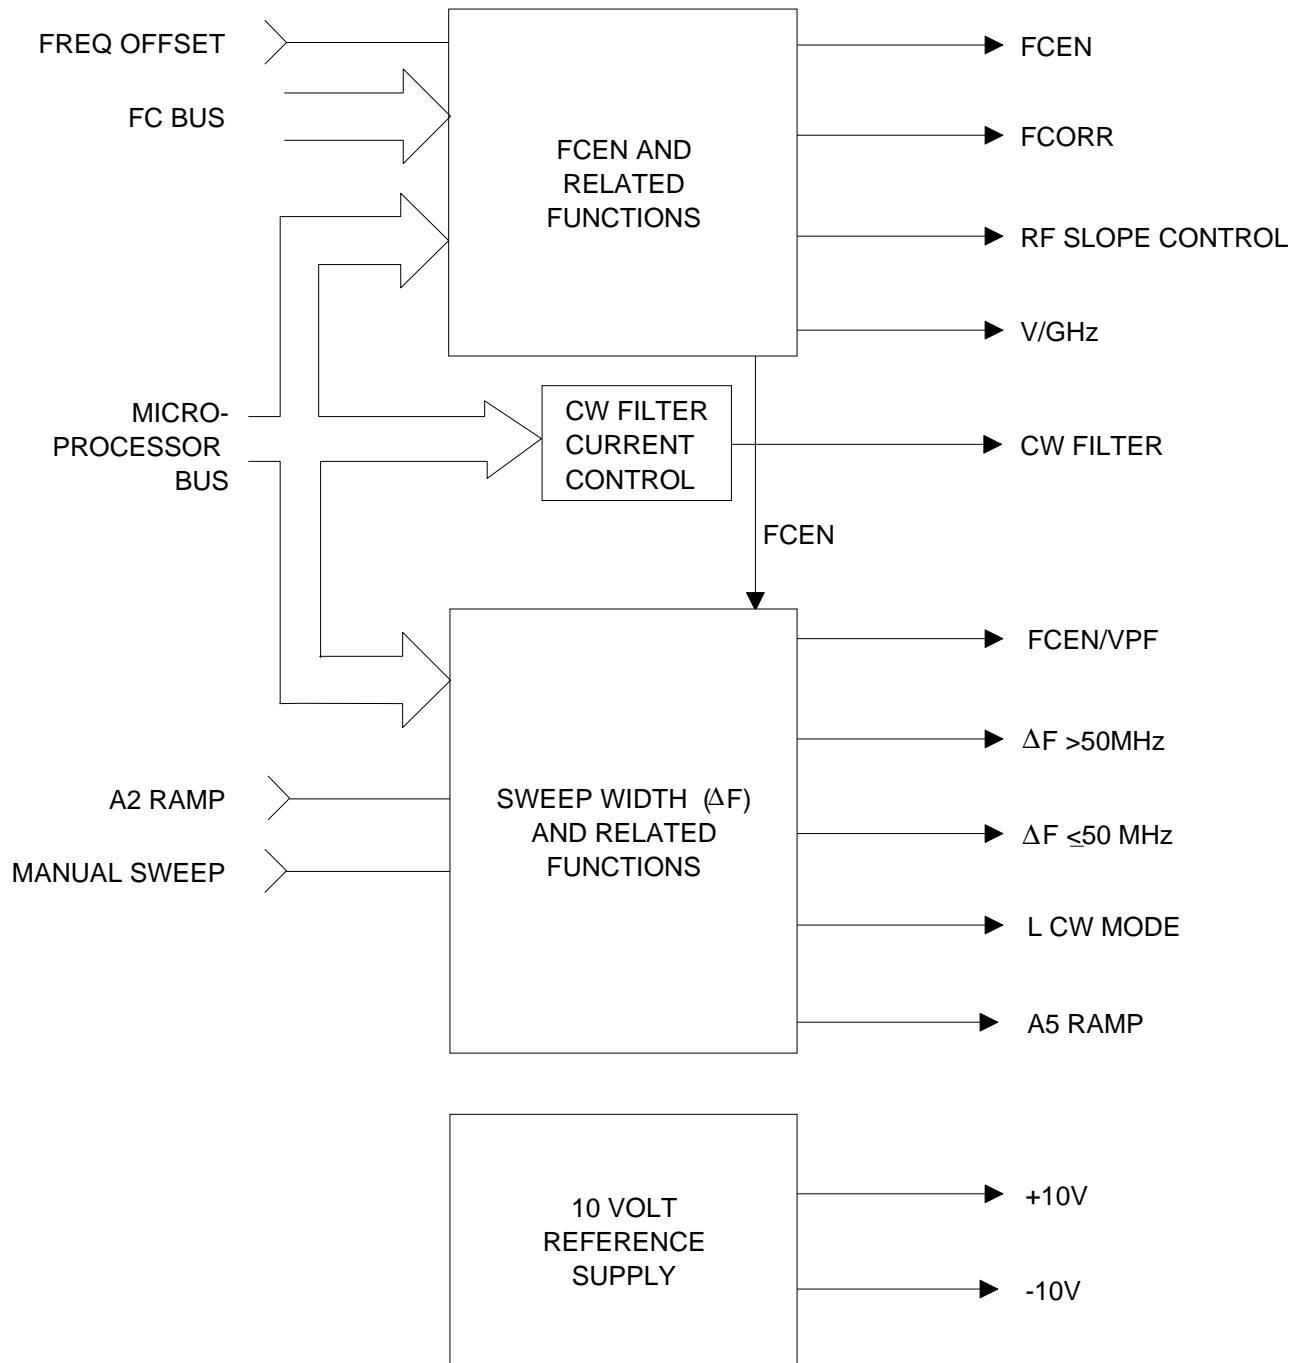 FREQ OFFSET
FC BUS
FCEN AND
RELATED
FUNCTIONS
FCEN
FCORR
RF SLOPE CONTROL
V/GHz
MICRO-
PROCESSOR
BUS
CW FILTER
CURRENT
CONTROL
CW FILTER
FCEN
A2 RAMP
MANUAL SWEEP
SWEEP WIDTH (ΔF)
AND RELATED
FUNCTIONS
FCEN/VPF
ΔF >50MHz
ΔF ≤50 MHz
L CW MODE
A5 RAMP
10 VOLT
REFERENCE
SUPPLY
+10V
-10V